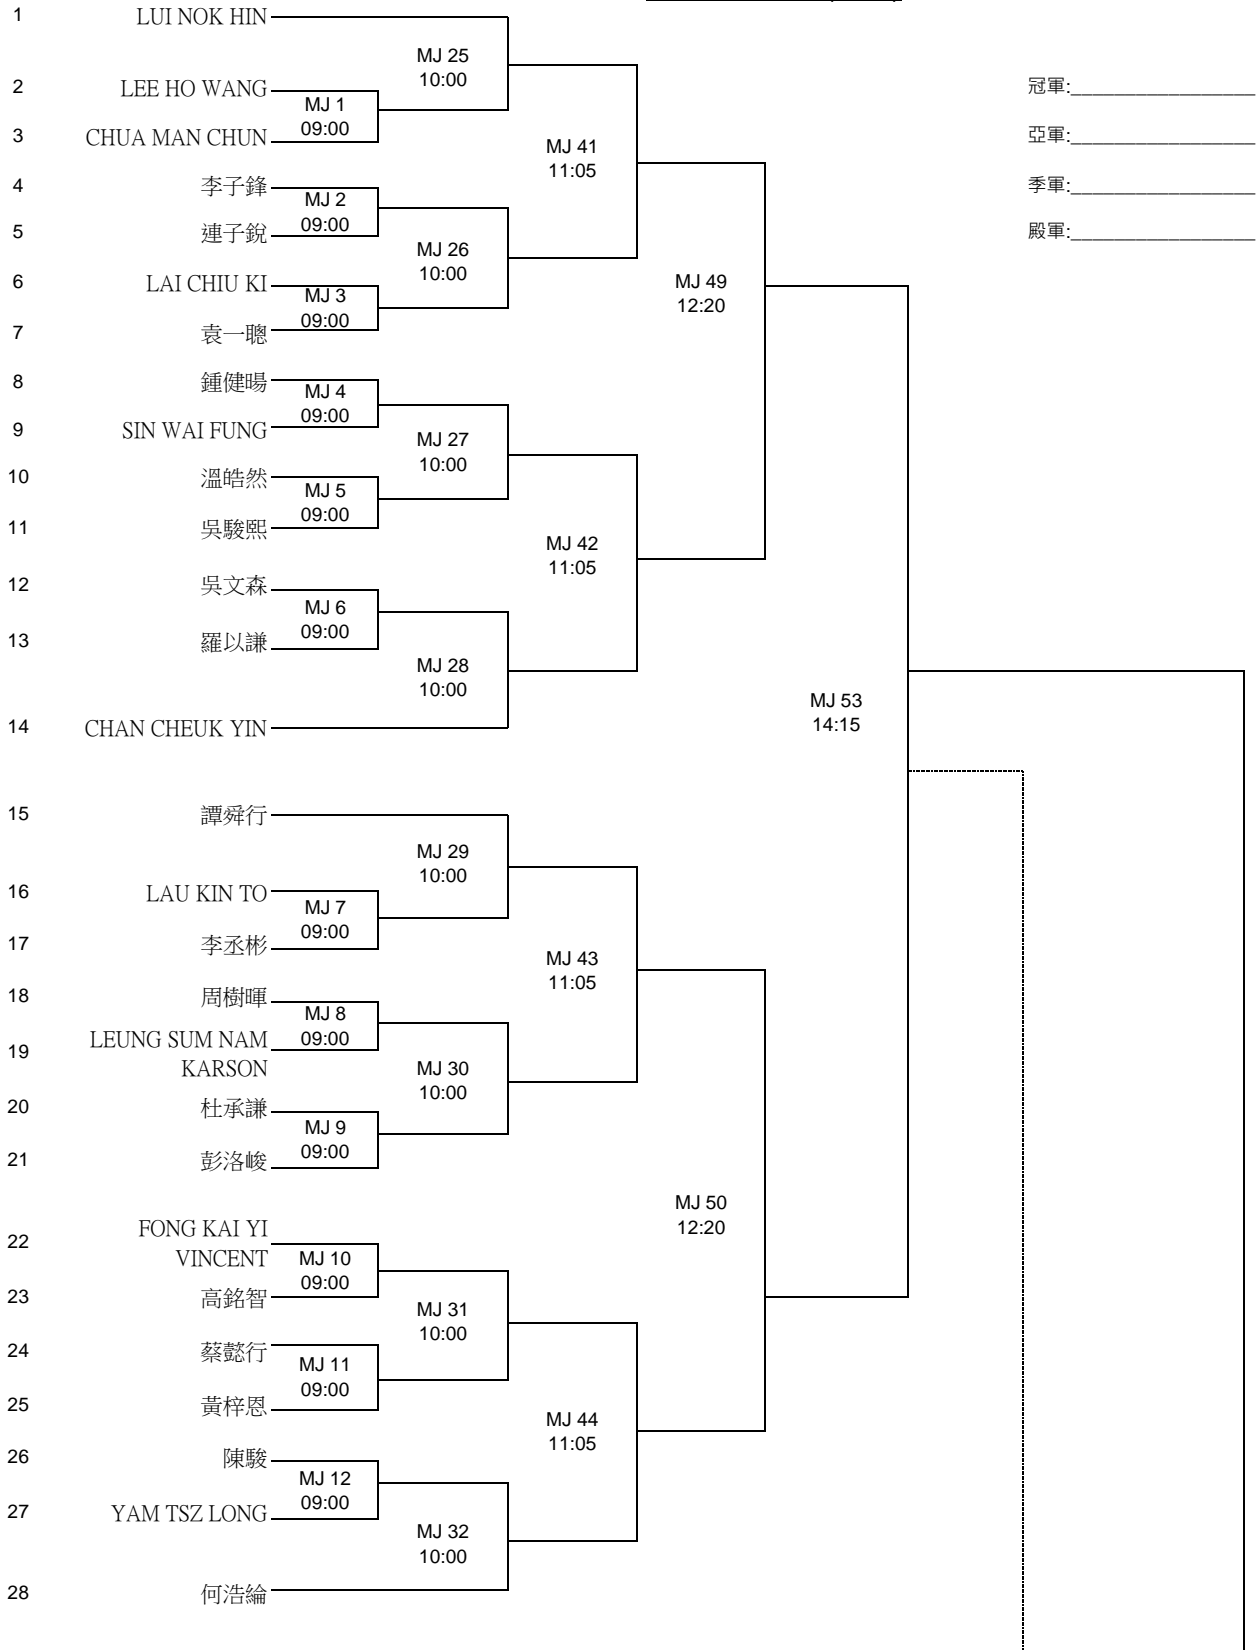 1 LUI NOK HIN
MJ 25
10:00
2 LEE HO WANG
冠軍:_________________
MJ 1
09:00
3 CHUA MAN CHUN
亞軍:_________________
MJ 41
11:05
4 李子鋒
季軍:_________________
MJ 2
09:00
5 連子銳
殿軍:_________________
MJ 26
10:00
6 LAI CHIU KI
MJ 3
09:00
MJ 49
12:20
7 袁一聰
8 鍾健暘
MJ 4
09:00
9 SIN WAI FUNG
MJ 27
10:00
10 溫皓然
MJ 5
09:00
11 吳駿熙
MJ 42
11:05
12 吳文森
MJ 6
09:00
13 羅以謙
MJ 28
10:00
MJ 53
14:15
14 CHAN CHEUK YIN
15 譚舜行
MJ 29
10:00
16 LAU KIN TO
MJ 7
09:00
17 李丞彬
MJ 43
11:05
18 周樹暉
MJ 8
09:00
19 LEUNG SUM NAM
KARSON
MJ 30
10:00
20 杜承謙
MJ 9
09:00
21 彭洛峻
MJ 50
12:20
22 FONG KAI YI
VINCENT
MJ 10
09:00
23 高銘智
MJ 31
10:00
24 蔡懿行
MJ 11
09:00
25 黃梓恩
MJ 44
11:05
26 陳駿
MJ 12
09:00
27 YAM TSZ LONG
MJ 32
10:00
28 何浩綸